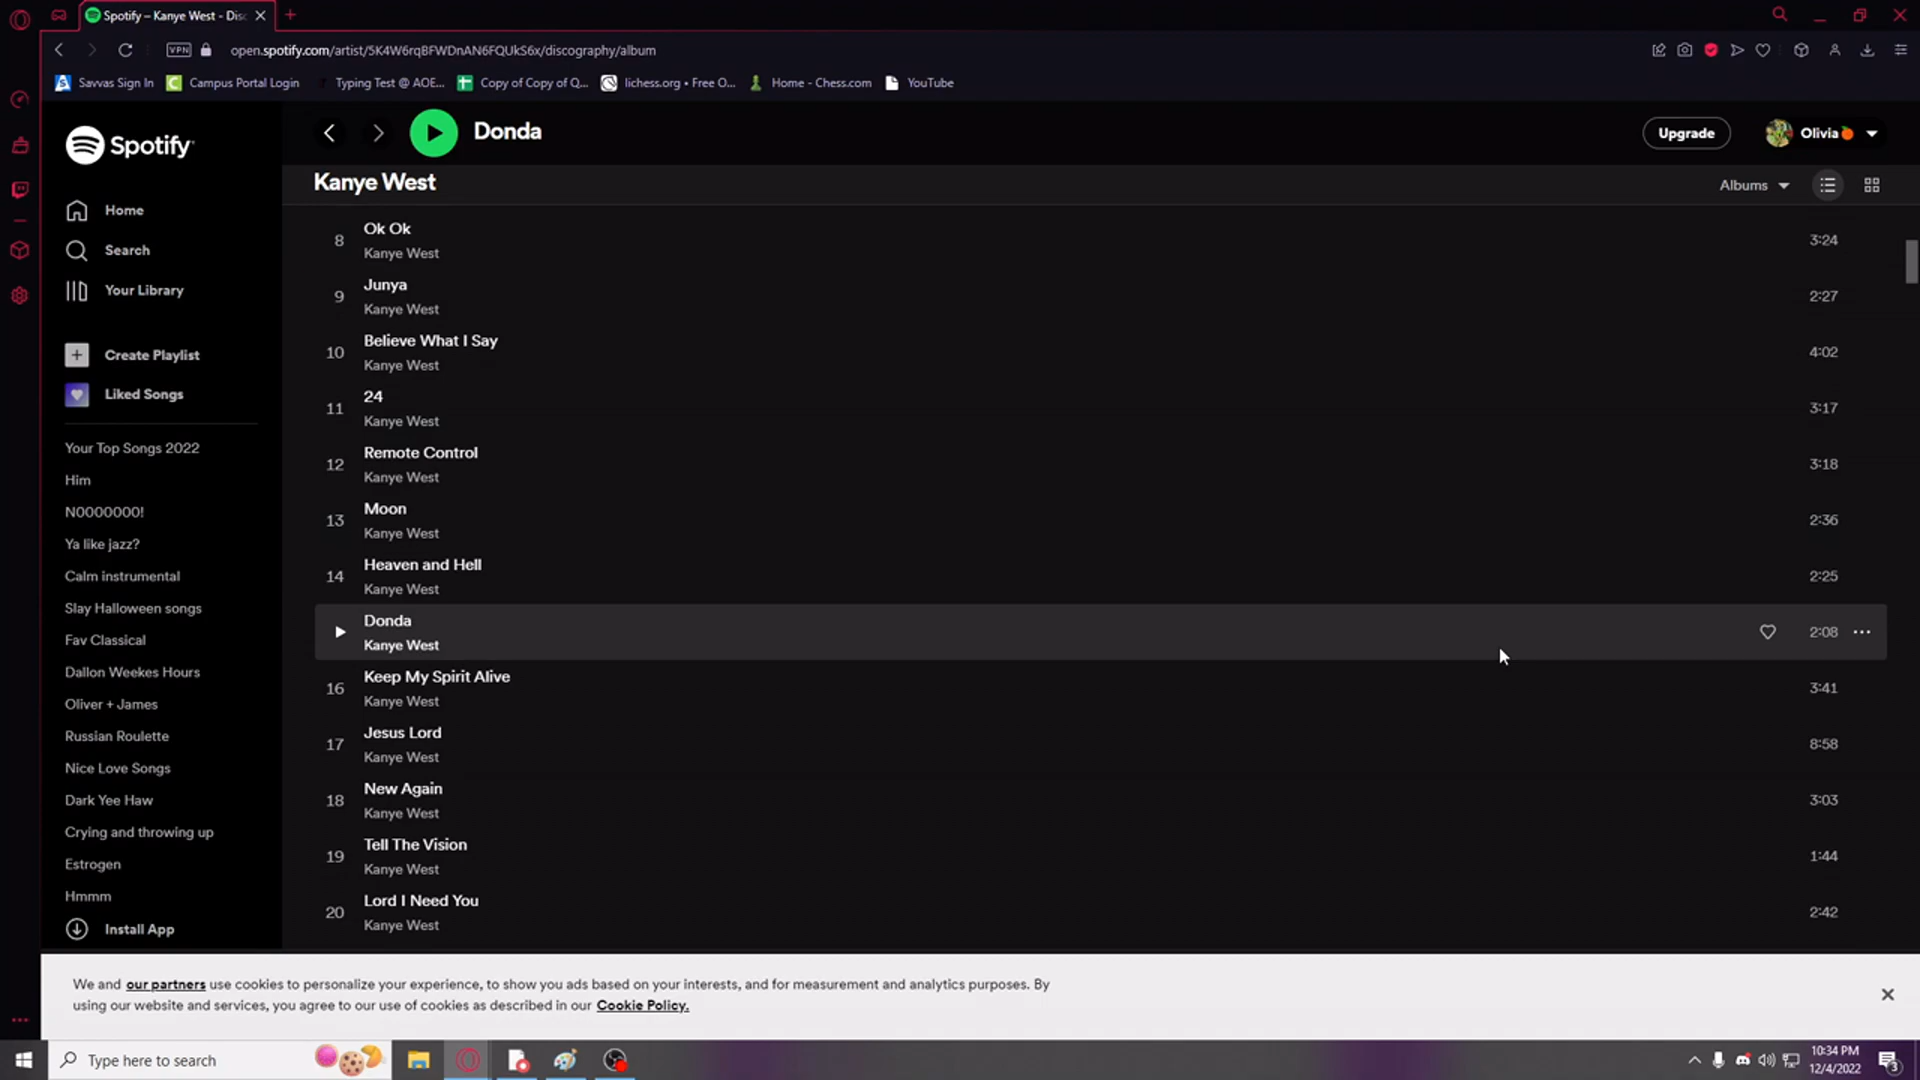 Spotify – Kanye West - Disc
VPN
open.spotify.com/artist/5K4W6rqBFWDnAN6FQUkS6x/discography/album
Savvas Sign In
Campus Portal Login
Typing Test @ AOE...
Copy of Copy of Q...
lichess.org • Free O...
Home - Chess.com
YouTube
Spotify
Donda
Upgrade
Olivia🍊
Kanye West
Albums
Home
Search
Your Library
Create Playlist
Liked Songs
Your Top Songs 2022
Him
N0000000!
Ya like jazz?
Calm instrumental
Slay Halloween songs
Fav Classical
Dallon Weekes Hours
Oliver + James
Russian Roulette
Nice Love Songs
Dark Yee Haw
Crying and throwing up
Estrogen
Hmmm
Install App
8 Ok Ok 3:24
Kanye West
9 Junya 2:27
Kanye West
10 Believe What I Say 4:02
Kanye West
11 24 3:17
Kanye West
12 Remote Control 3:18
Kanye West
13 Moon 2:36
Kanye West
14 Heaven and Hell 2:25
Kanye West
Donda 2:08
Kanye West
16 Keep My Spirit Alive 3:41
Kanye West
17 Jesus Lord 8:58
Kanye West
18 New Again 3:03
Kanye West
19 Tell The Vision 1:44
Kanye West
20 Lord I Need You 2:42
Kanye West
We and our partners use cookies to personalize your experience, to show you ads based on your interests, and for measurement and analytics purposes. By
using our website and services, you agree to our use of cookies as described in our Cookie Policy.
Type here to search
10:34 PM
12/4/2022
3